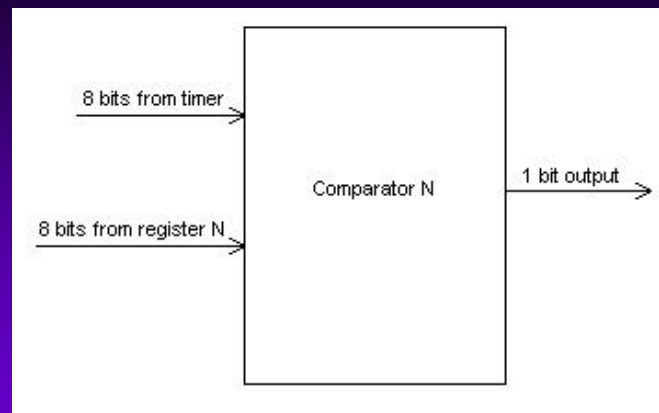 8 bits from timer
1 bit output
Comparator N
8 bits from register N